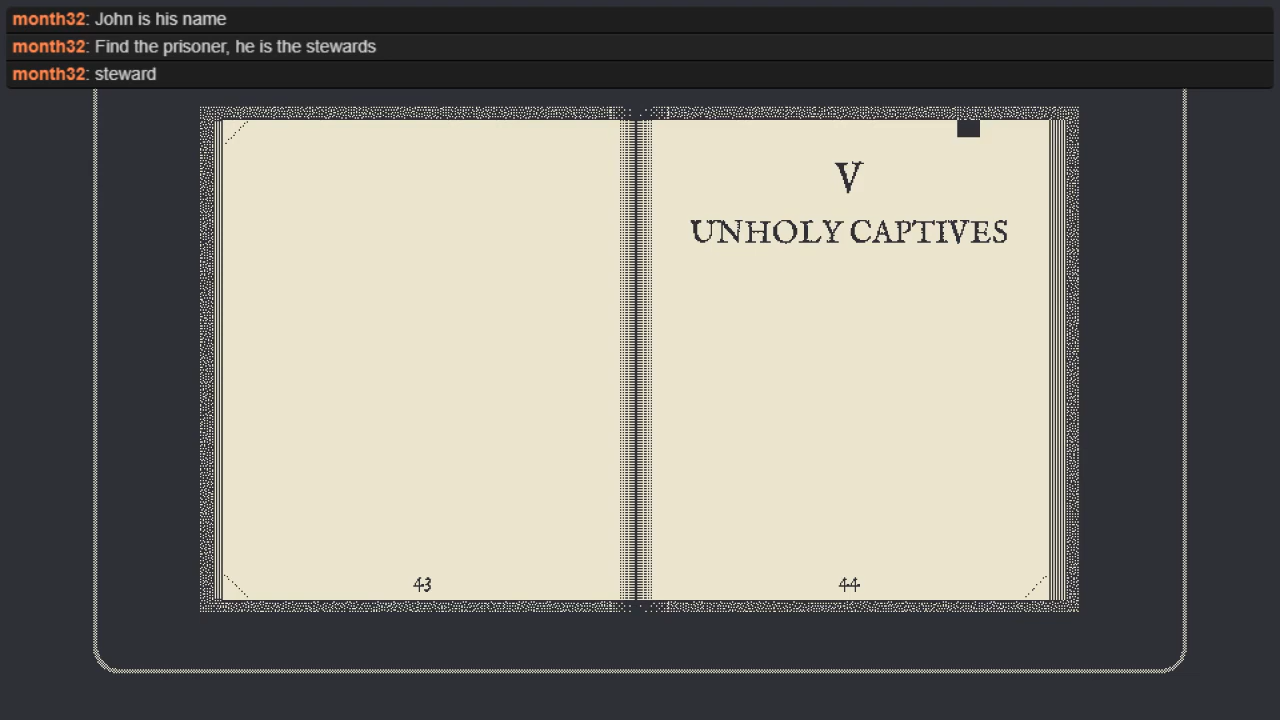 month32: John is his name
month32: Find the prisoner, he is the stewards
month32: steward
V
UNHOLY CAPTIVES
43
44